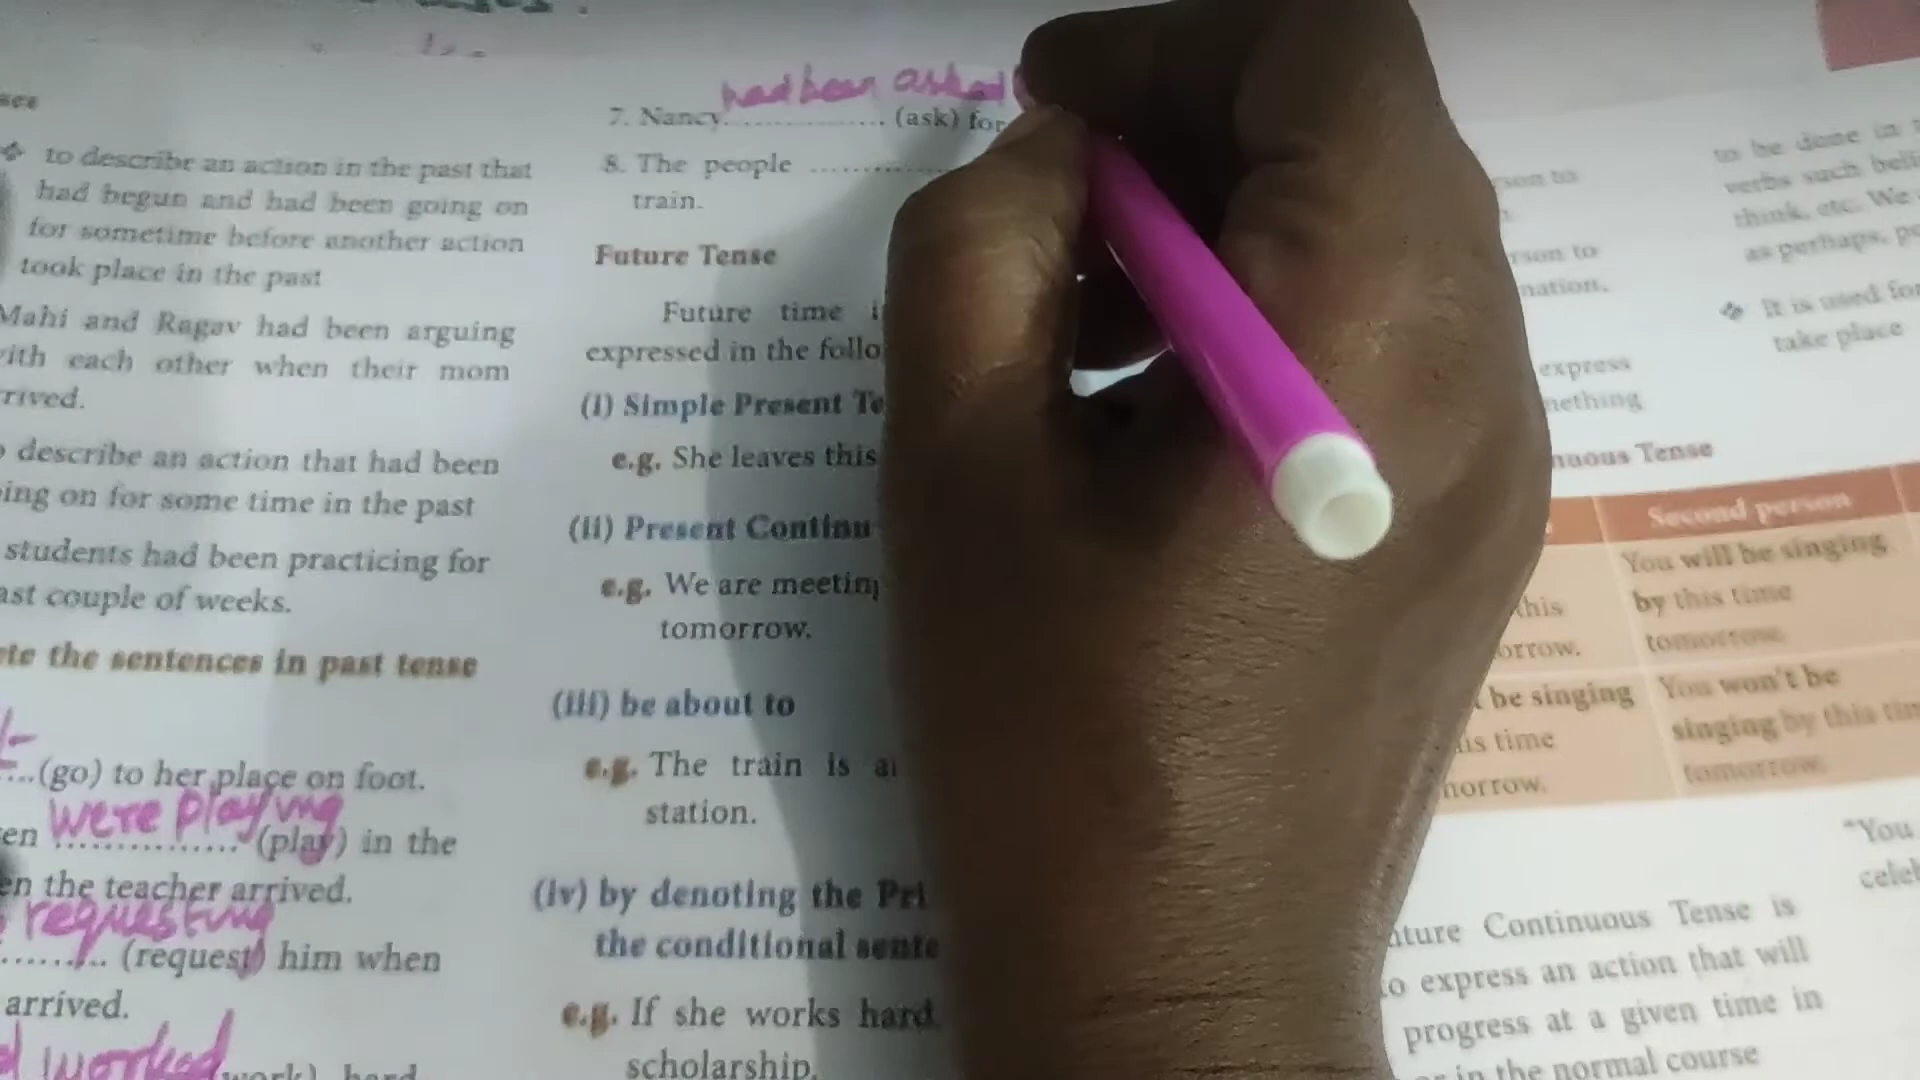 to describe an action in the past that
had begun and had been going on
for sometime before another action
took place in the past
Mahi and Ragav had been arguing
with each other when their mom
rrived.
describe an action that had been
ing on for some time in the past
students had been practicing for
ast couple of weeks.
te the sentences in past tense
(go) to her place on foot.
were playing
en ............... (play) in the
en the teacher arrived.
requesting
......... (request) him when
arrived.
worked
work) hard
had been asked
7. Nancy ............... (ask) for
8. The people ...............
train.
Future Tense
Future time
expressed in the follo
(i) Simple Present Te
e.g. She leaves this
(ii) Present Continu
e.g. We are meeting
tomorrow.
(iii) be about to
e.g. The train is a
station.
(iv) by denoting the Pri
the conditional sente
e.g. If she works hard
scholarship.
son to
rson to
nation.
express
mething
nuous Tense
Second person
this
orrow.
You will be singing
by this time
tomorrow.
be singing
is time
morrow.
You won't be
singing by this tim
tomorrow.
uture Continuous Tense is
to express an action that will
progress at a given time in
or in the normal course
to be done in
verbs such beli
think, etc. We
as perhaps, po
It is used for
take place
"You
celeb